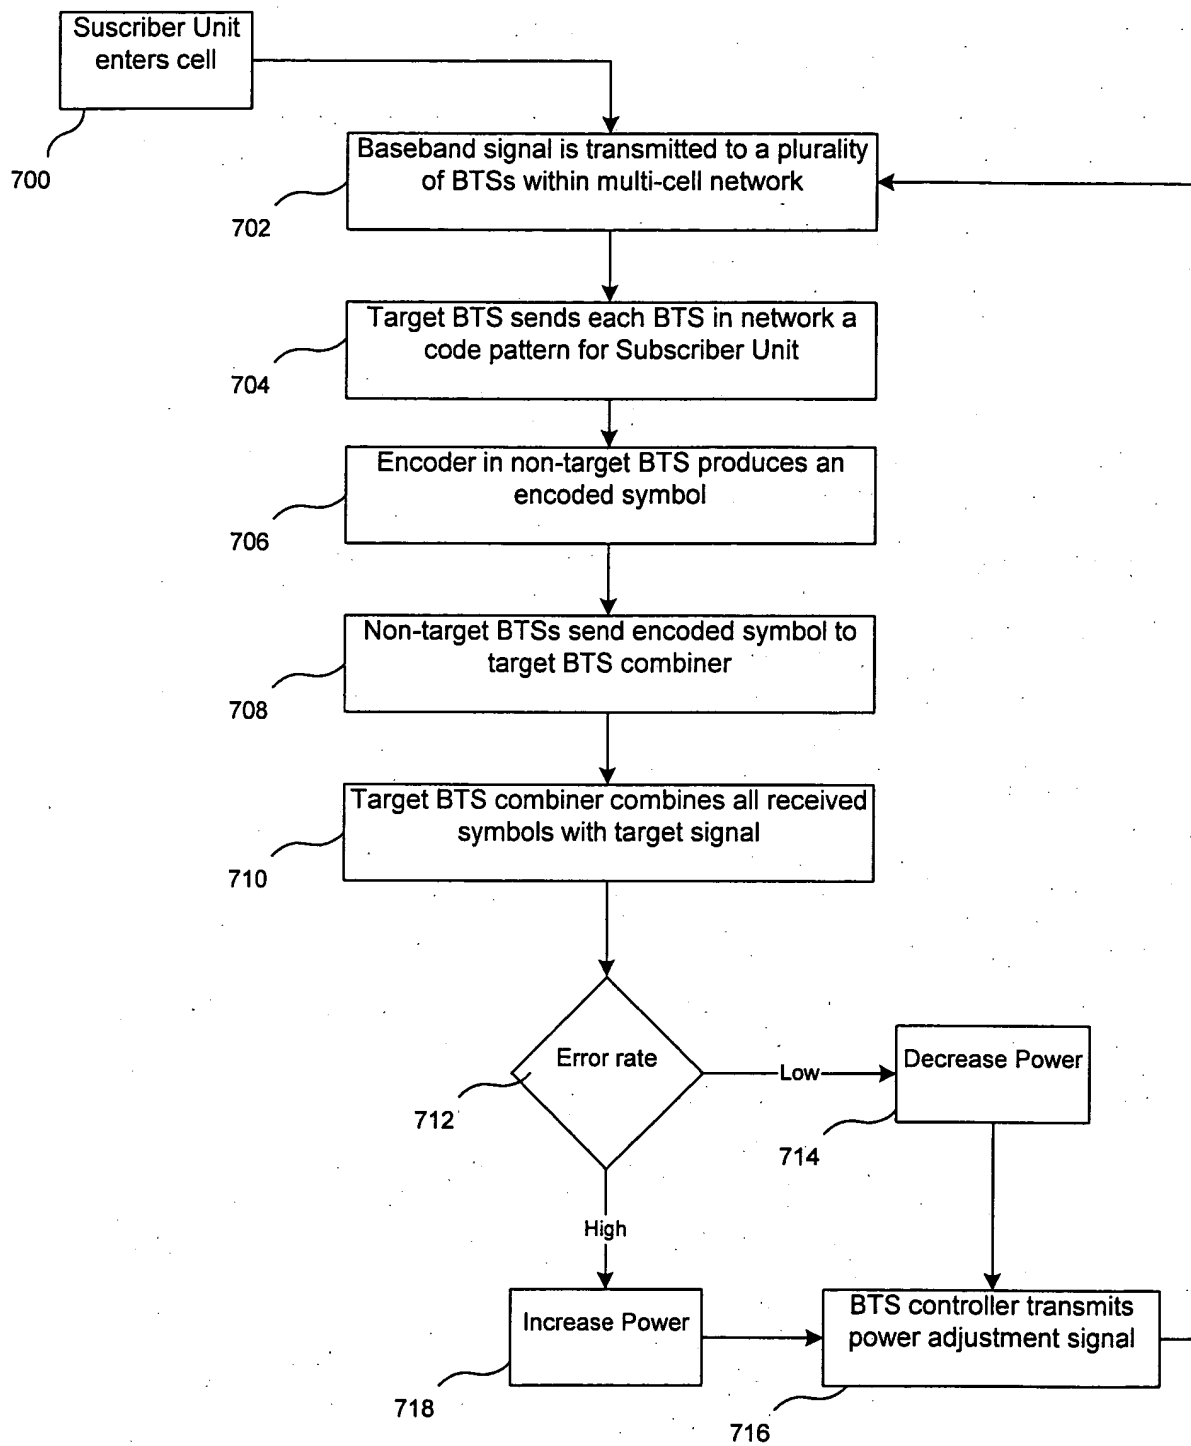 Suscriber Unit
enters cell
700
Baseband signal is transmitted to a plurality
of BTSs within multi-cell network
702
Target BTS sends each BTS in network a
code pattern for Subscriber Unit
704
Encoder in non-target BTS produces an
encoded symbol
706
Non-target BTSs send encoded symbol to
target BTS combiner
708
Target BTS combiner combines all received
symbols with target signal
710
Error rate
712
Low
Decrease Power
714
High
Increase Power
718
BTS controller transmits
power adjustment signal
716